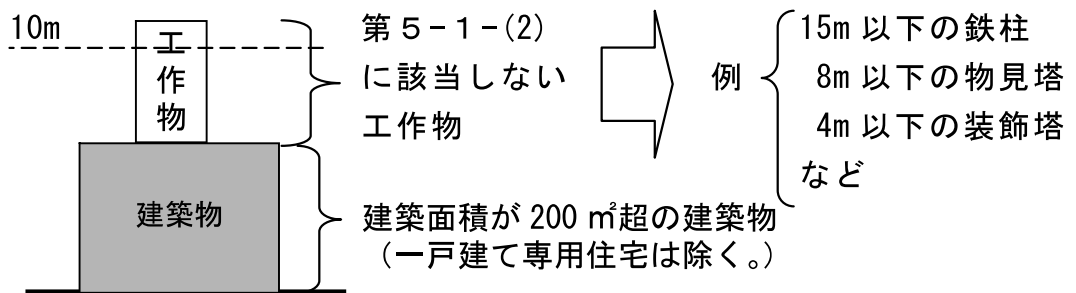 10m
工作物
第５-１-(2)
に該当しない
工作物
例
15m 以下の鉄柱
8m 以下の物見塔
4m 以下の装飾塔
など
建築物
建築面積が 200 ㎡超の建築物
（一戸建て専用住宅は除く。）